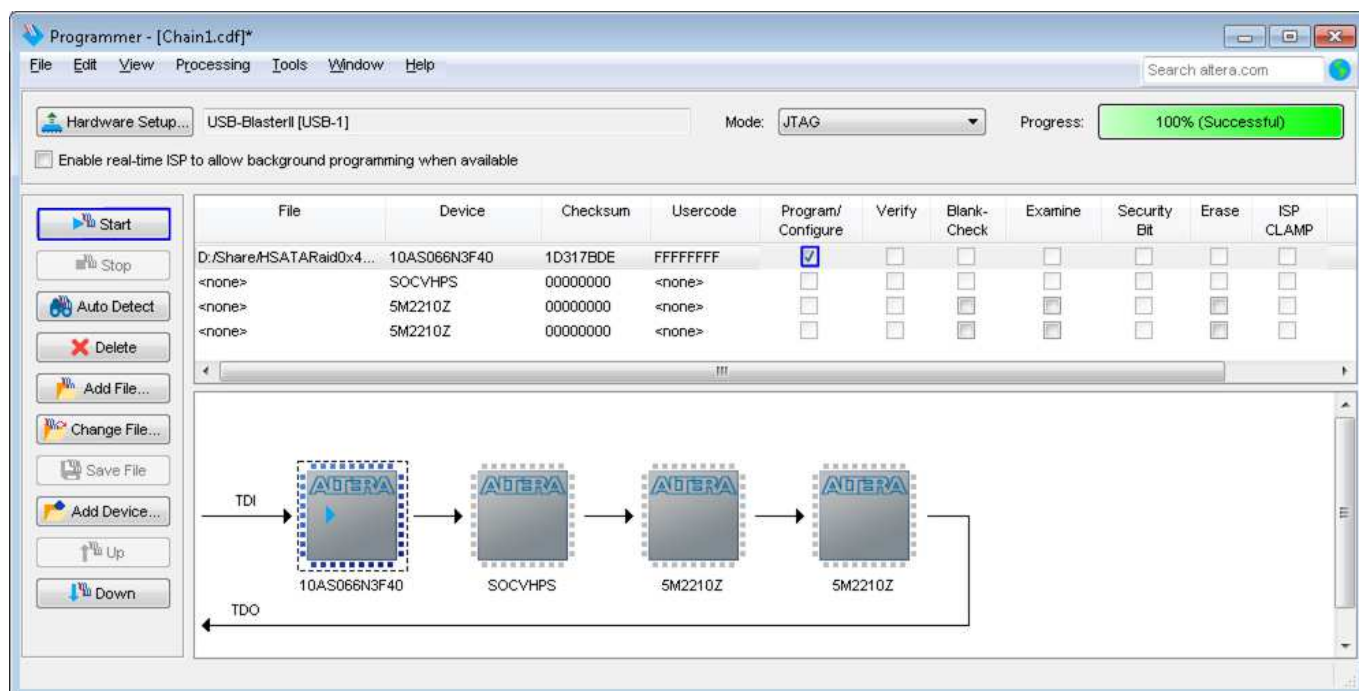 Programmer - [Chain1.cdf]*
File Edit View Processing Tools Window Help
Search altera.com
Hardware Setup... USB-BlasterII [USB-1] Mode: JTAG Progress: 100% (Successful)
Enable real-time ISP to allow background programming when available
Start
Stop
Auto Detect
Delete
Add File...
Change File...
Save File
Add Device...
Up
Down
File Device Checksum Usercode Program/ Verify Blank- Examine Security Erase ISP
Configure Check Bit CLAMP
D:/Share/HSATARaid0x4... 10AS066N3F40 1D317BDE FFFFFFFF
<none> SOCVHPS 00000000 <none>
<none> 5M2210Z 00000000 <none>
<none> 5M2210Z 00000000 <none>
ALTERA ALTERA ALTERA ALTERA
TDI
10AS066N3F40 SOCVHPS 5M2210Z 5M2210Z
TDO